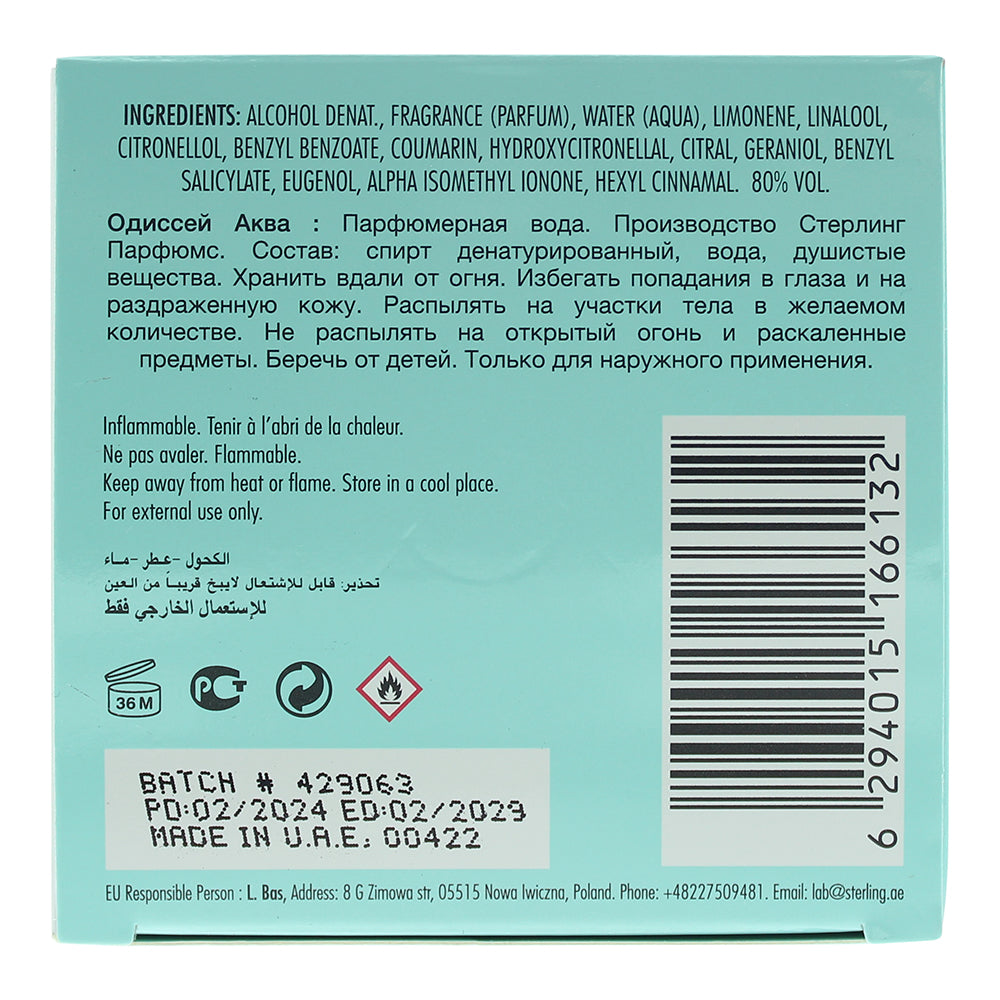 INGREDIENTS: ALCOHOL DENAT., FRAGRANCE (PARFUM), WATER (AQUA), LIMONENE, LINALOOL,
CITRONELLOL, BENZYL BENZOATE, COUMARIN, HYDROXYCITRONELLAL, CITRAL, GERANIOL, BENZYL
SALICYLATE, EUGENOL, ALPHA ISOMETHYL IONONE, HEXYL CINNAMAL. 80% VOL.
Одиссей Аква : Парфюмерная вода. Производство Стерлинг
Парфюмс. Состав: спирт денатурированный, вода, душистые
вещества. Хранить вдали от огня. Избегать попадания в глаза и на
раздраженную кожу. Распылять на участки тела в желаемом
количестве. Не распылять на открытый огонь и раскаленные
предметы. Беречь от детей. Только для наружного применения.
Inflammable. Tenir à l'abri de la chaleur.
Ne pas avaler. Flammable.
Keep away from heat or flame. Store in a cool place.
For external use only.
الكحول -عطر -ماء
تحذير: قابل للإشتعال لايبخ قريباً من العين
للإستعمال الخارجي فقط
36 M
РСТ
BATCH # 429063
PD:02/2024 ED:02/2029
MADE IN U.A.E. 00422
6 294015 166132
EU Responsible Person : L. Bas, Address: 8 G Zimowa str, 05515 Nowa Iwiczna, Poland. Phone: +48227509481. Email: lab@sterling.ae